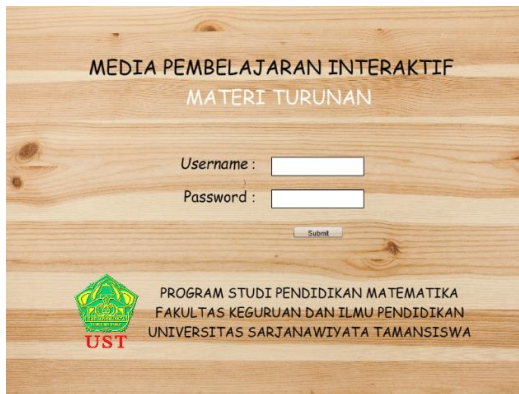 MEDIA PEMBELAJARAN INTERAKTIF
MATERI TURUNAN
Username :
Password :
Submit
PROGRAM STUDI PENDIDIKAN MATEMATIKA
FAKULTAS KEGURUAN DAN ILMU PENDIDIKAN
UNIVERSITAS SARJANAWIYATA TAMANSISWA
UST